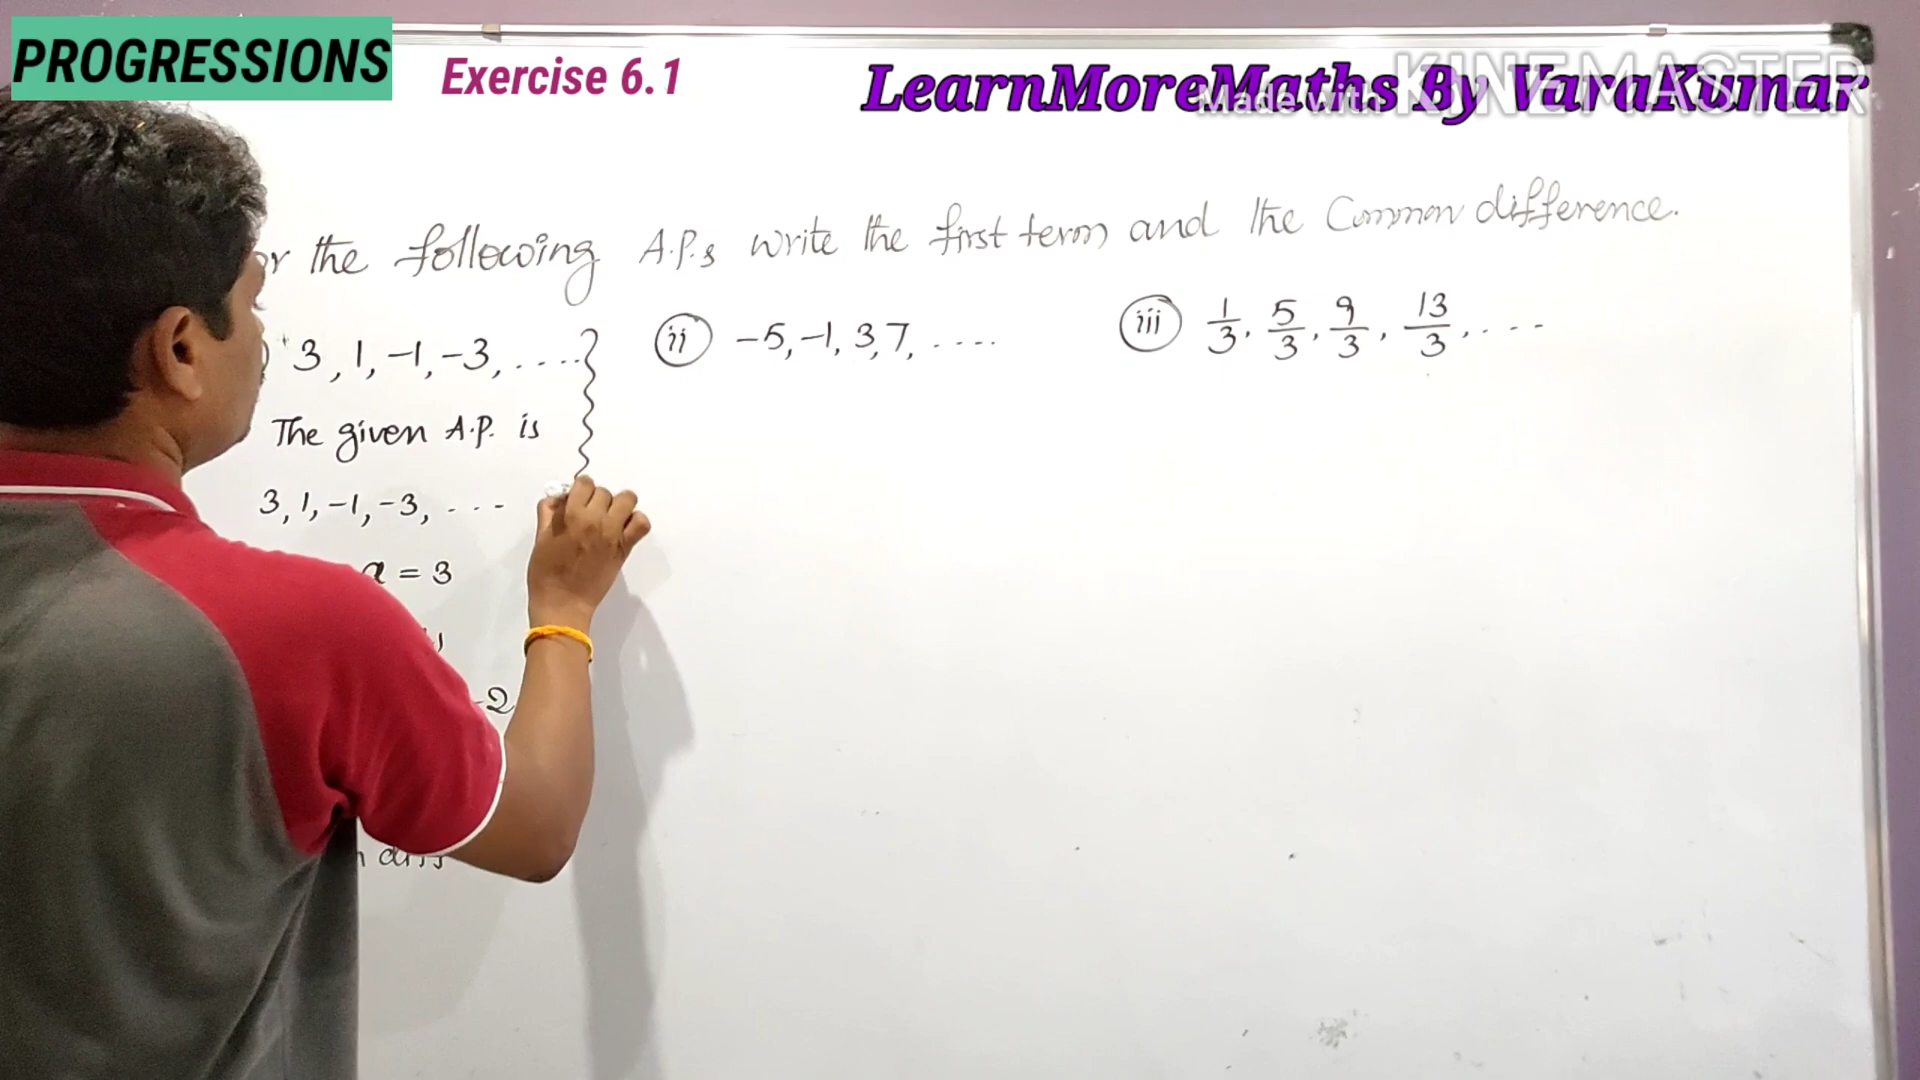 PROGRESSIONS
Exercise 6.1
LearnMoreMaths By VaraKumar
Made with KINEMASTER
the following A.P.s write the first term and the Common difference.
3, 1, -1, -3, ....
The given A.P. is
3, 1, -1, -3, ...
a = 3
-2
ii -5, -1, 3, 7, ....
iii 1/3, 5/3, 9/3, 13/3, ....